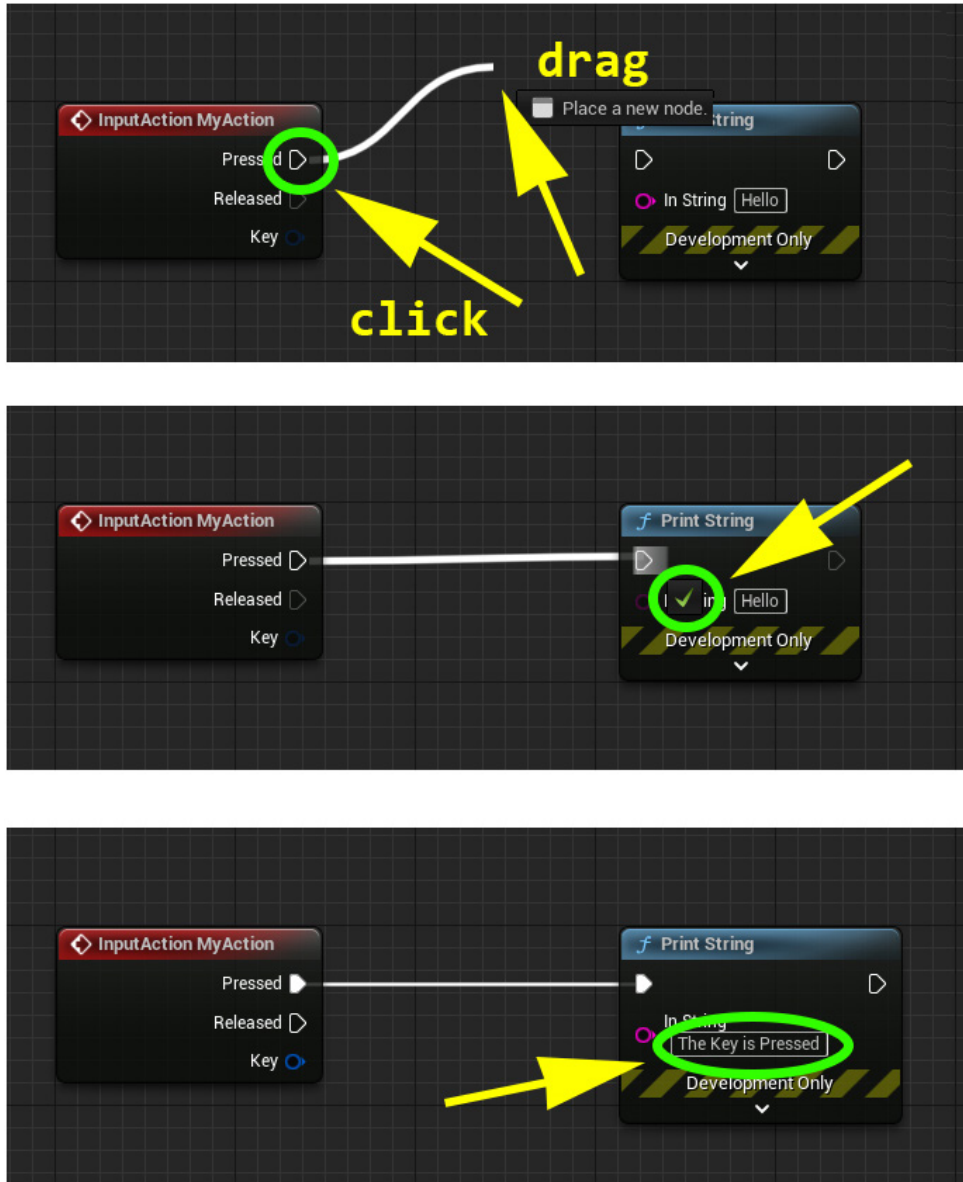 drag
Place a new node.
InputAction MyAction
tring
Pressed
Released
In String Hello
Key
Development Only
click
InputAction MyAction
f Print String
Pressed
Released
Hello
Key
Development Only
InputAction MyAction
f Print String
Pressed
Released
In String
The Key is Pressed
Key
Development Only